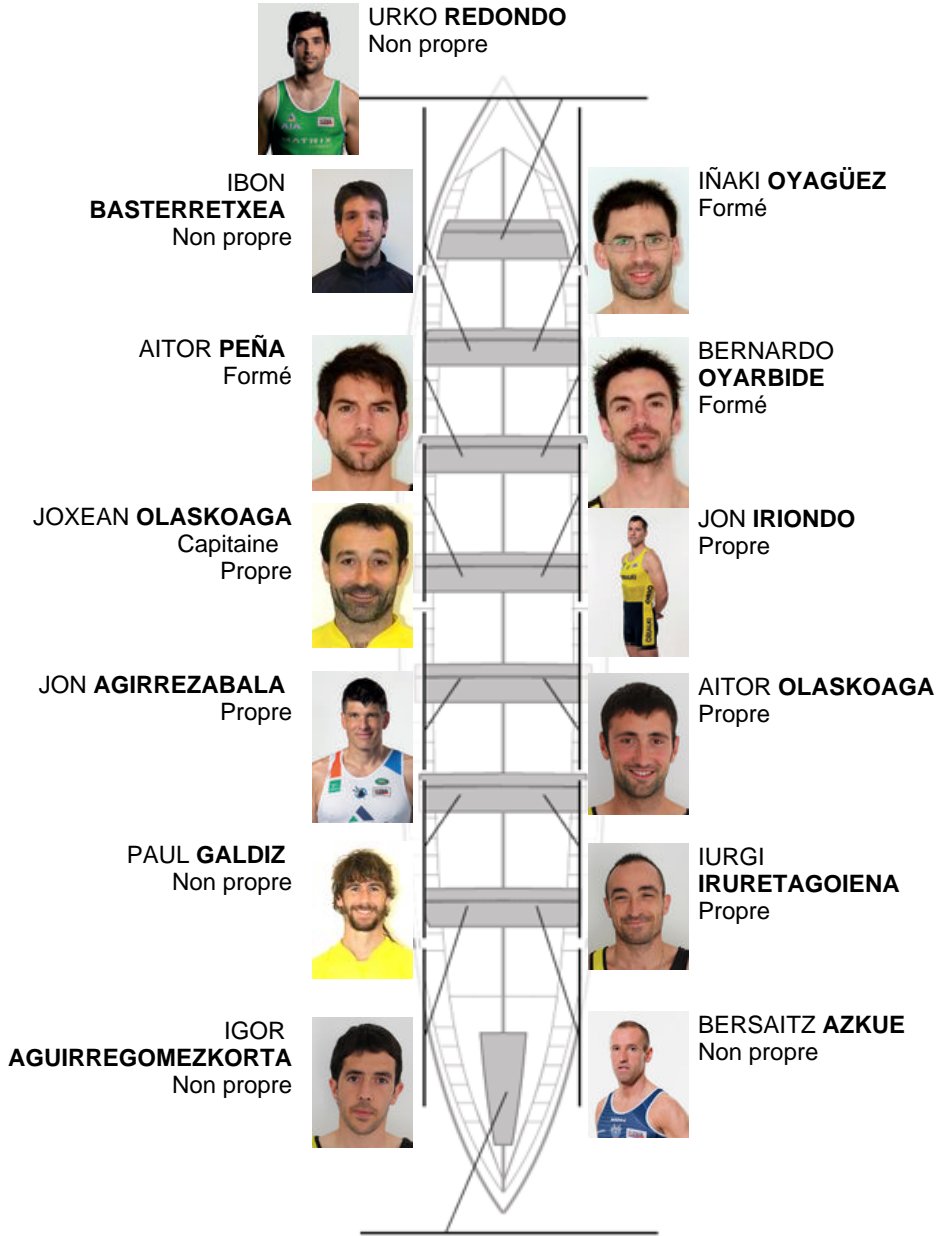 URKO REDONDO
Non propre
IBON
BASTERRETXEA
Non propre
IÑAKI OYAGÜEZ
Formé
AITOR PEÑA
Formé
BERNARDO
OYARBIDE
Formé
JOXEAN OLASKOAGA
Capitaine
Propre
JON IRIONDO
Propre
JON AGIRREZABALA
Propre
AITOR OLASKOAGA
Propre
PAUL GALDIZ
Non propre
IURGI
IRURETAGOIENA
Propre
IGOR
AGUIRREGOMEZKORTA
Non propre
BERSAITZ AZKUE
Non propre